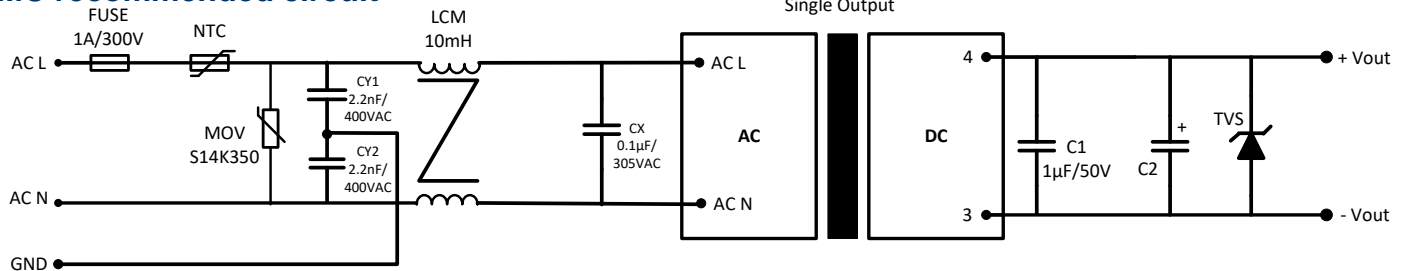 recommended circuit
Single Output
FUSE
1A/300V
NTC
LCM
10mH
AC L
MOV
S14K350
CY1
2.2nF/
400VAC
CY2
2.2nF/
400VAC
CX
0.1µF/
305VAC
AC L
AC
AC N
DC
4
3
C1
1µF/50V
+
C2
TVS
+ Vout
- Vout
AC N
GND